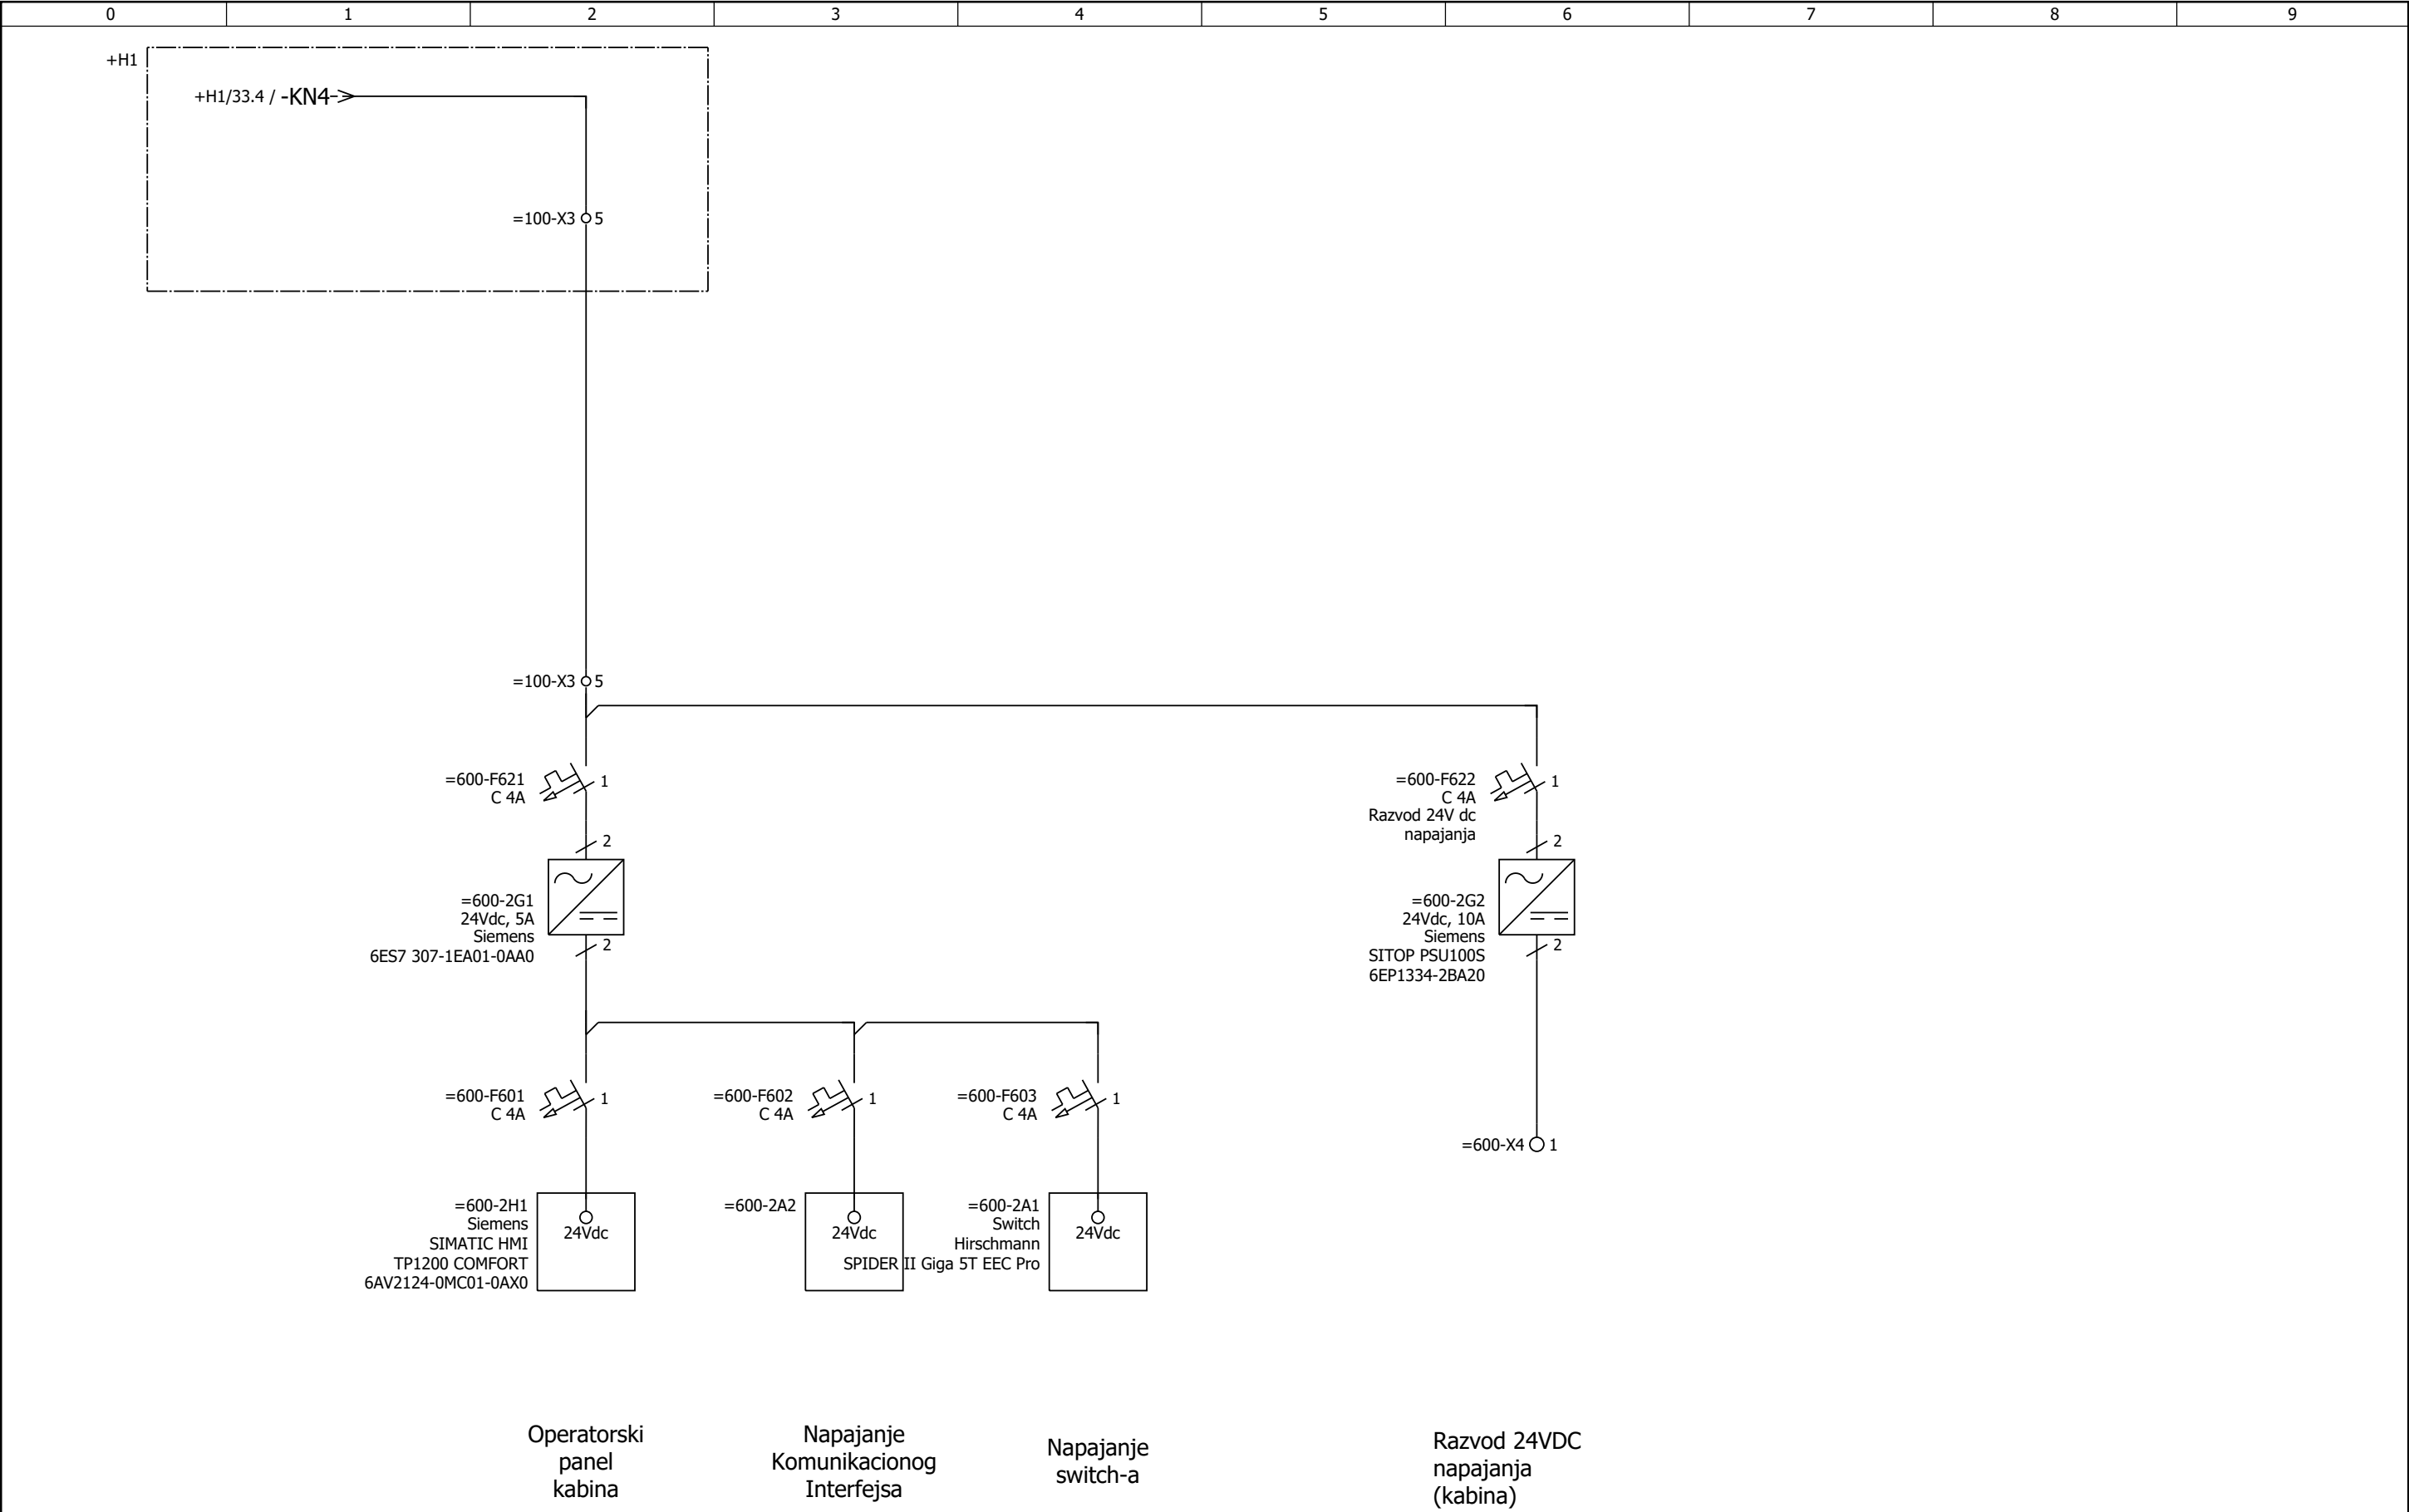 0 1 2 3 4 5 6 7 8 9
+H1
+H1/33.4 / -KN4-
=100-X3 5
=100-X3 5
=600-F621
C 4A
1
2
=600-2G1
24Vdc, 5A
Siemens
6ES7 307-1EA01-0AA0
2
=600-F622
C 4A
Razvod 24V dc
napajanja
1
2
=600-2G2
24Vdc, 10A
Siemens
SITOP PSU100S
6EP1334-2BA20
2
=600-F601
C 4A
1
=600-F602
C 4A
1
=600-F603
C 4A
1
=600-X4 1
=600-2H1
Siemens
SIMATIC HMI
TP1200 COMFORT
6AV2124-0MC01-0AX0
24Vdc
=600-2A2
24Vdc
=600-2A1
Switch
Hirschmann
SPIDER II Giga 5T EEC Pro
24Vdc
Operatorski
panel
kabina
Napajanje
Komunikacionog
Interfejsa
Napajanje
switch-a
Razvod 24VDC
napajanja
(kabina)